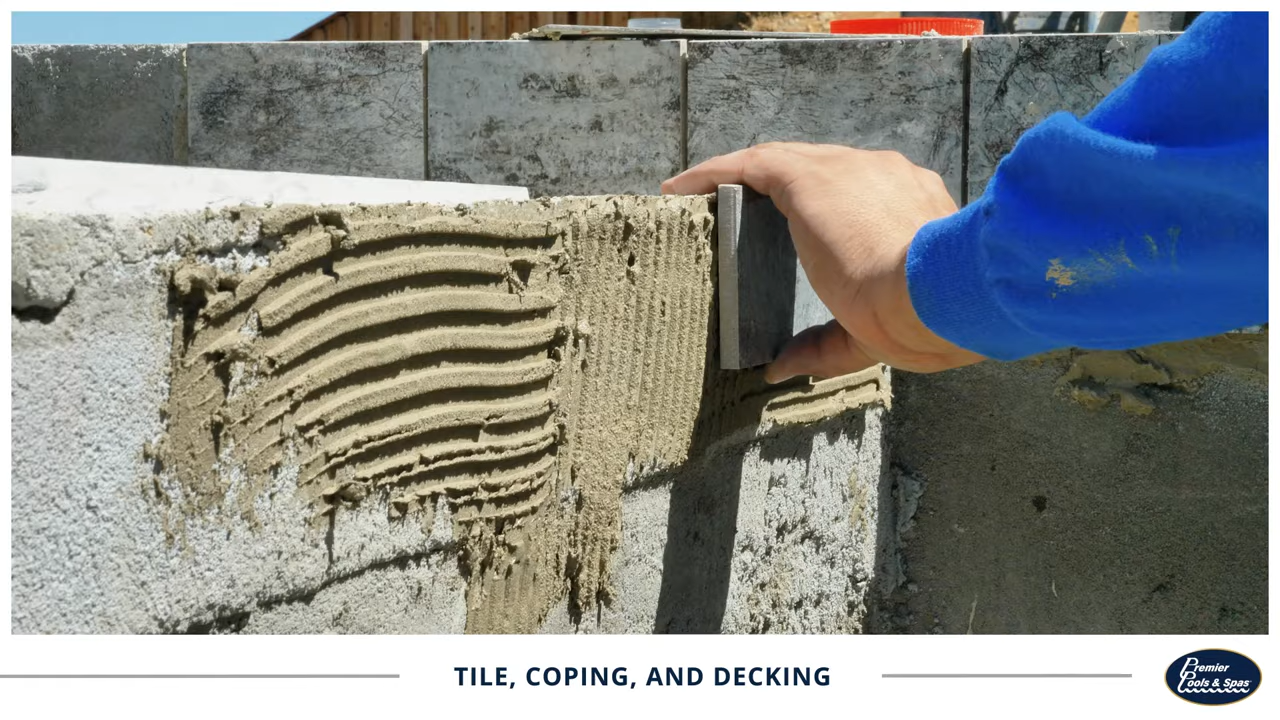 TILE, COPING, AND DECKING
Premier
Pools & Spas